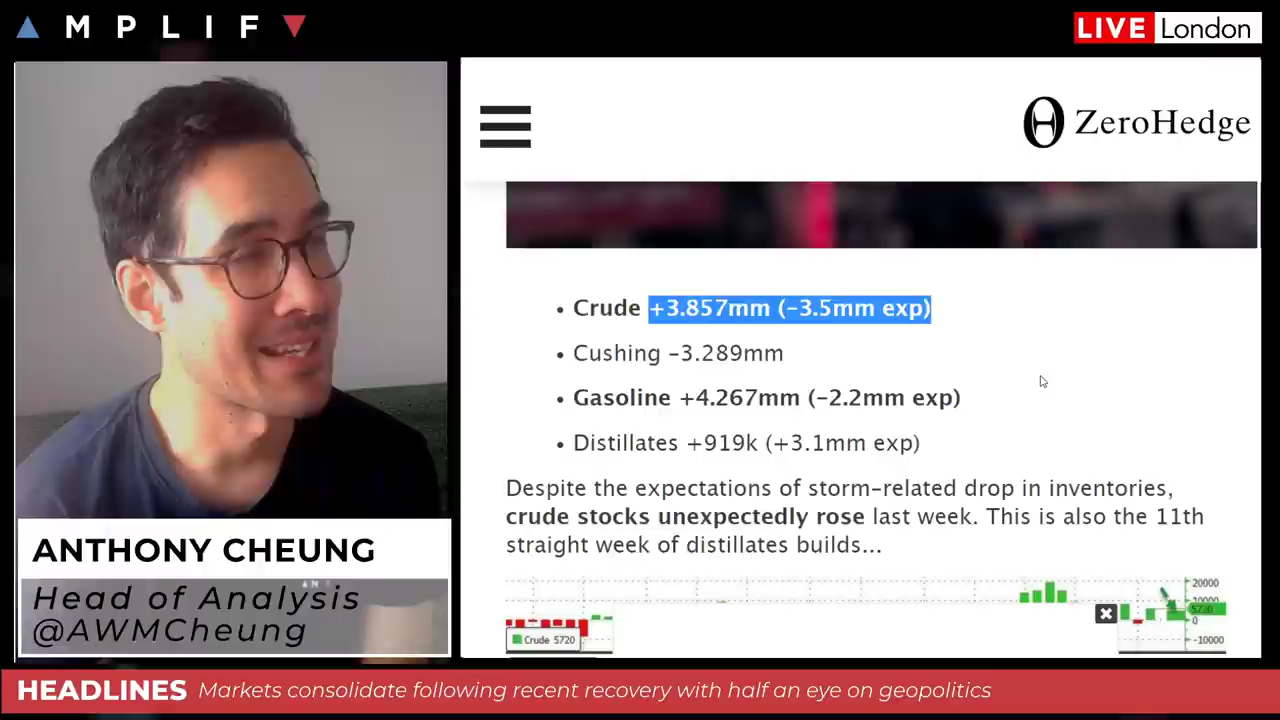 AMPLIFY
LIVE London
ZeroHedge
• Crude +3.857mm (-3.5mm exp)
• Cushing -3.289mm
• Gasoline +4.267mm (-2.2mm exp)
• Distillates +919k (+3.1mm exp)
Despite the expectations of storm-related drop in inventories,
crude stocks unexpectedly rose last week. This is also the 11th
straight week of distillates builds...
20000
10000
5720
0
-10000
Crude 5720
ANTHONY CHEUNG
Head of Analysis
@AWMCheung
HEADLINES Markets consolidate following recent recovery with half an eye on geopolitics